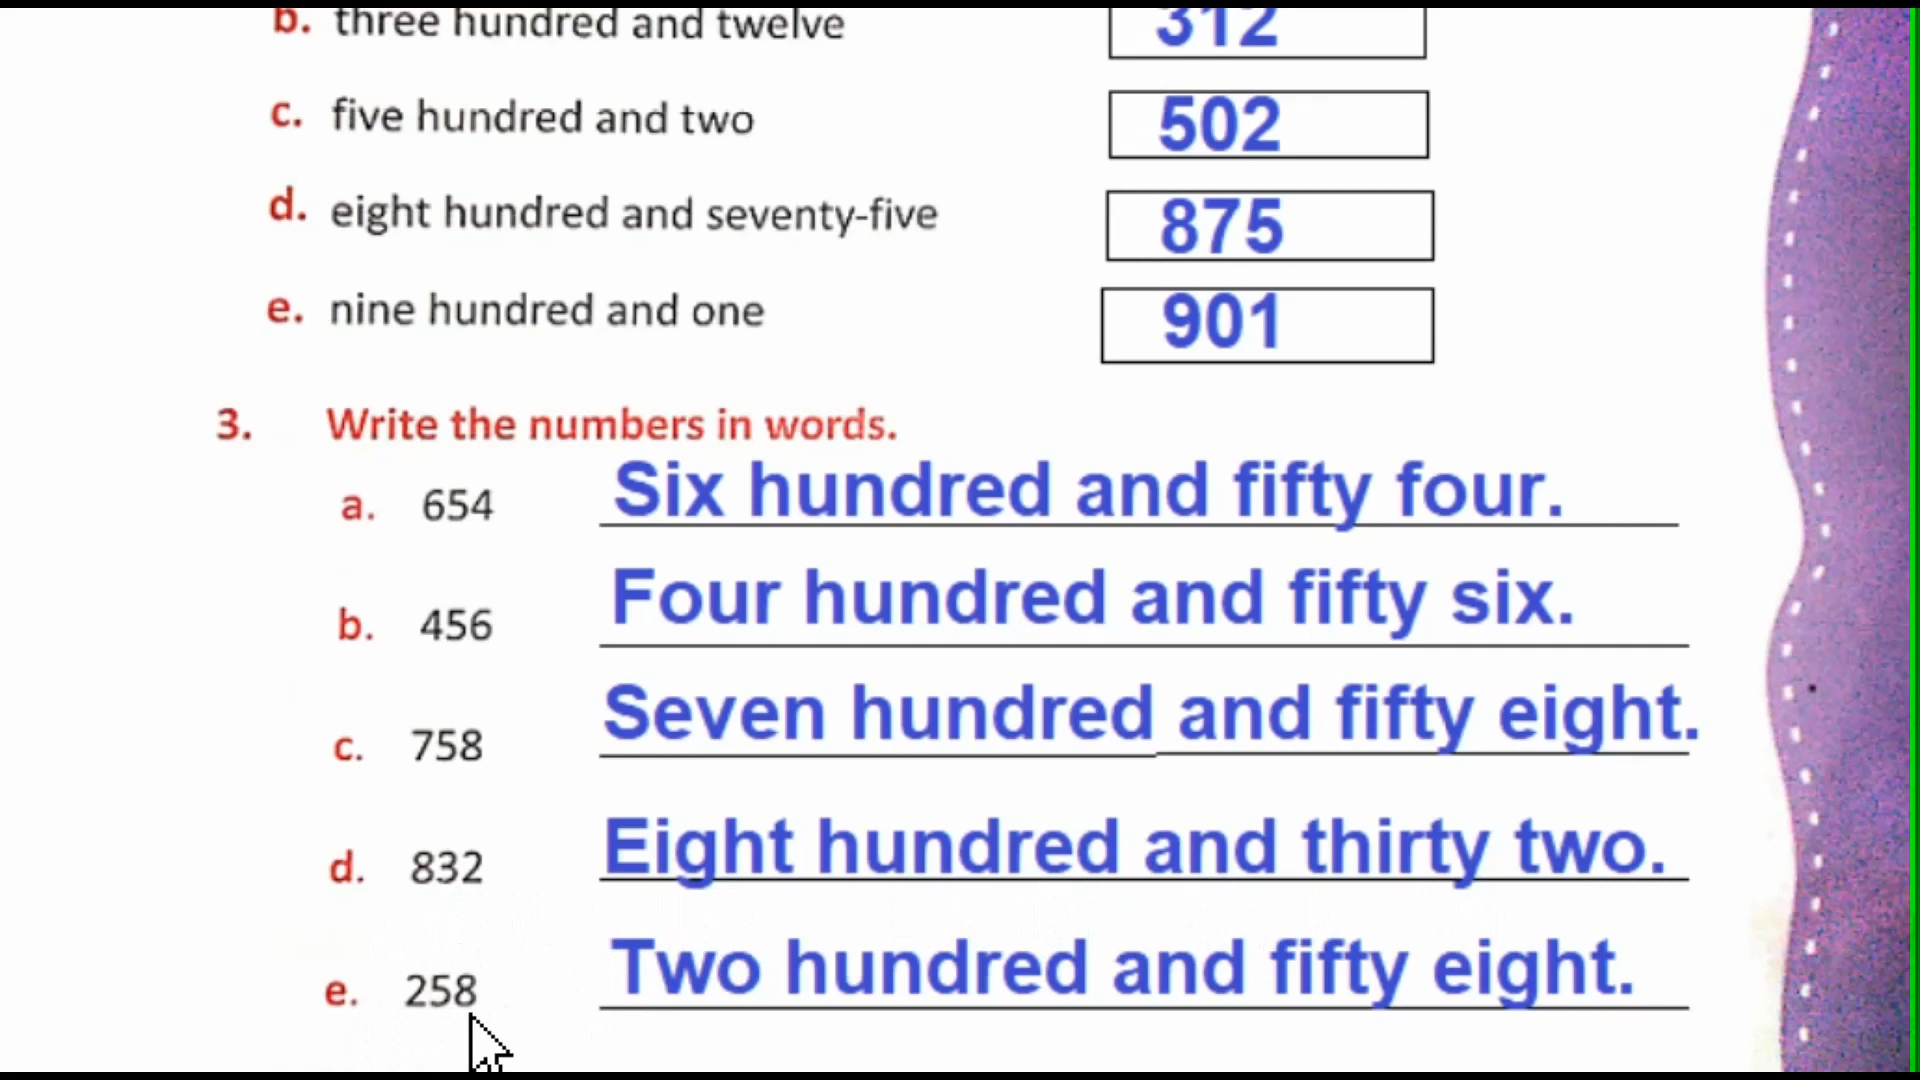 b. three hundred and twelve 312
c. five hundred and two 502
d. eight hundred and seventy-five 875
e. nine hundred and one 901
3. Write the numbers in words.
a. 654 Six hundred and fifty four.
b. 456 Four hundred and fifty six.
c. 758 Seven hundred and fifty eight.
d. 832 Eight hundred and thirty two.
e. 258 Two hundred and fifty eight.